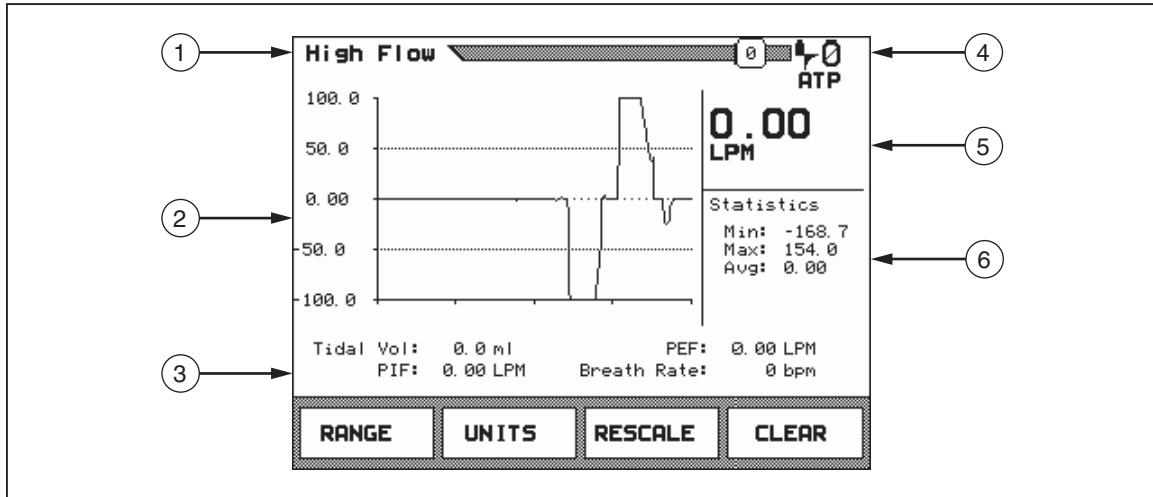 1 High Flow 0 0 4
ATP
100.0
0.00
LPM
5
50.0
0.00
2
Statistics
Min: -168.7
Max: 154.0
Avg: 0.00
6
-50.0
-100.0
Tidal Vol: 0.0 ml PEF: 0.00 LPM
3
PIF: 0.00 LPM Breath Rate: 0 bpm
RANGE UNITS RESCALE CLEAR